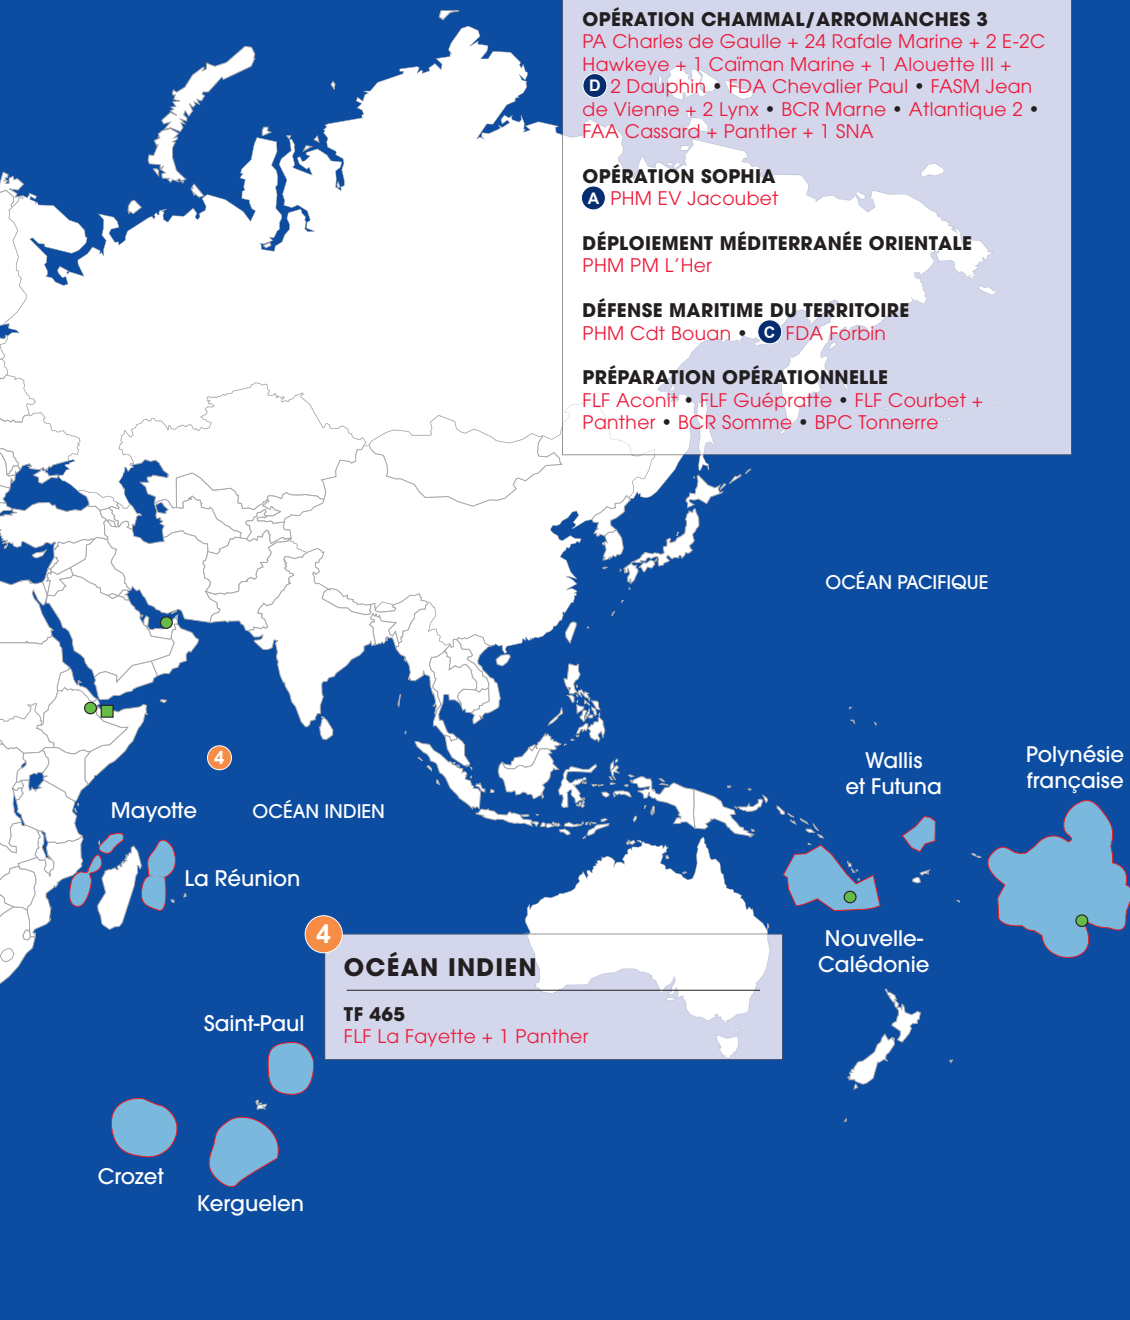 OPÉRATION CHAMMAL/ARROMANCHES 3
PA Charles de Gaulle + 24 Rafale Marine + 2 E-2C
Hawkeye + 1 Caïman Marine + 1 Alouette III +
D 2 Dauphin • FDA Chevalier Paul • FASM Jean
de Vienne + 2 Lynx • BCR Marne • Atlantique 2 •
FAA Cassard + Panther + 1 SNA
OPÉRATION SOPHIA
A PHM EV Jacoubet
DÉPLOIEMENT MÉDITERRANÉE ORIENTALE
PHM PM L'Her
DÉFENSE MARITIME DU TERRITOIRE
PHM Cdt Bouan • C FDA Forbin
PRÉPARATION OPÉRATIONNELLE
FLF Aconit • FLF Guépratte • FLF Courbet +
Panther • BCR Somme • BPC Tonnerre
OCÉAN PACIFIQUE
4
Wallis
et Futuna
Polynésie
française
Mayotte
OCÉAN INDIEN
La Réunion
Nouvelle-
Calédonie
4
OCÉAN INDIEN
TF 465
FLF La Fayette + 1 Panther
Saint-Paul
Crozet
Kerguelen